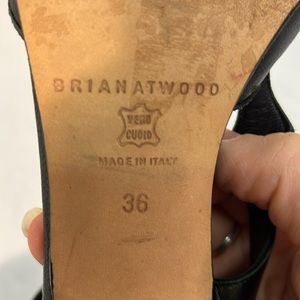 BRIANATWOOD
VERO
CUOIO
MADE IN ITALY
36